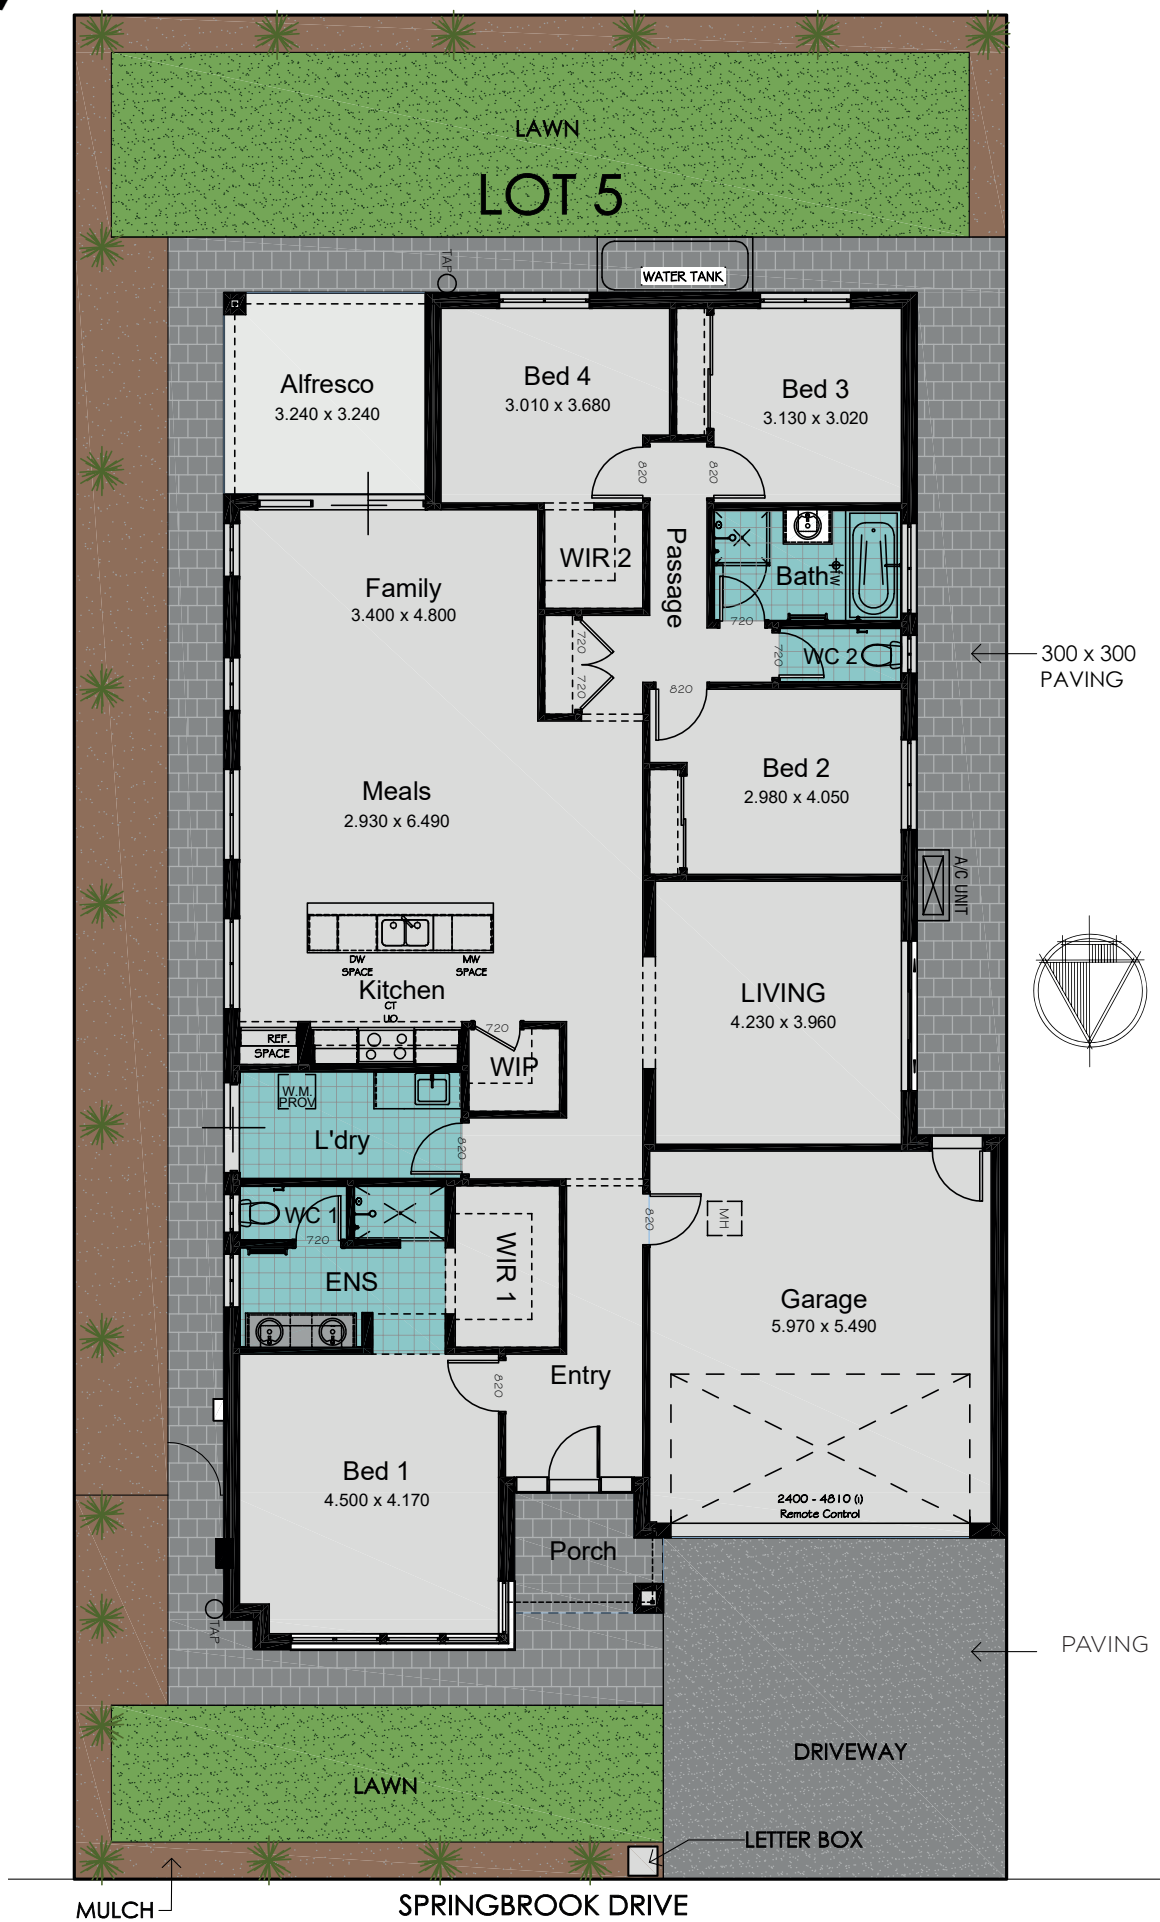 LAWN
LOT 5
TAP
WATER TANK
Alfresco
3.240 x 3.240
Bed 4
3.010 x 3.680
Bed 3
3.130 x 3.020
820
820
WIR 2
Passage
Bath
FW
Family
3.400 x 4.800
720
720
720
720
WC 2
300 x 300
PAVING
820
Bed 2
2.980 x 4.050
Meals
2.930 x 6.490
A/C UNIT
DW
SPACE
MW
SPACE
Kitchen
CT
UO
LIVING
4.230 x 3.960
REF.
SPACE
720
WIP
W.M.
PROV
L'dry
820
WC 1
720
ENS
WIR 1
820
MH
Garage
5.970 x 5.490
820
Entry
Bed 1
4.500 x 4.170
2400 - 4810 (i)
Remote Control
Porch
TAP
PAVING
DRIVEWAY
LAWN
LETTER BOX
MULCH
SPRINGBROOK DRIVE